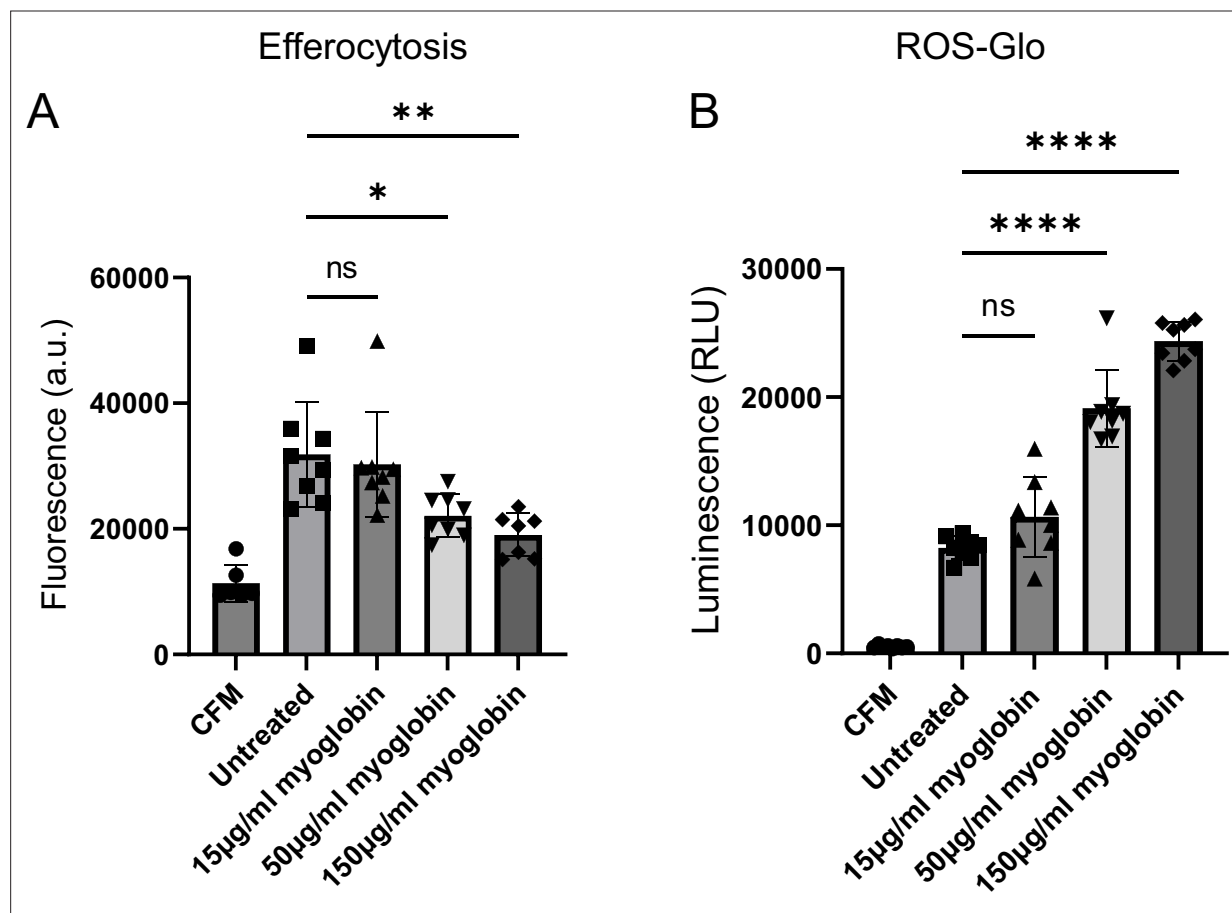 Efferocytosis
A
**
*
ns
60000
40000
20000
0
Fluorescence (a.u.)
CFM
Untreated
15µg/ml myoglobin
50µg/ml myoglobin
150µg/ml myoglobin
ROS-Glo
B
****
****
ns
30000
20000
10000
0
Luminescence (RLU)
CFM
Untreated
15µg/ml myoglobin
50µg/ml myoglobin
150µg/ml myoglobin